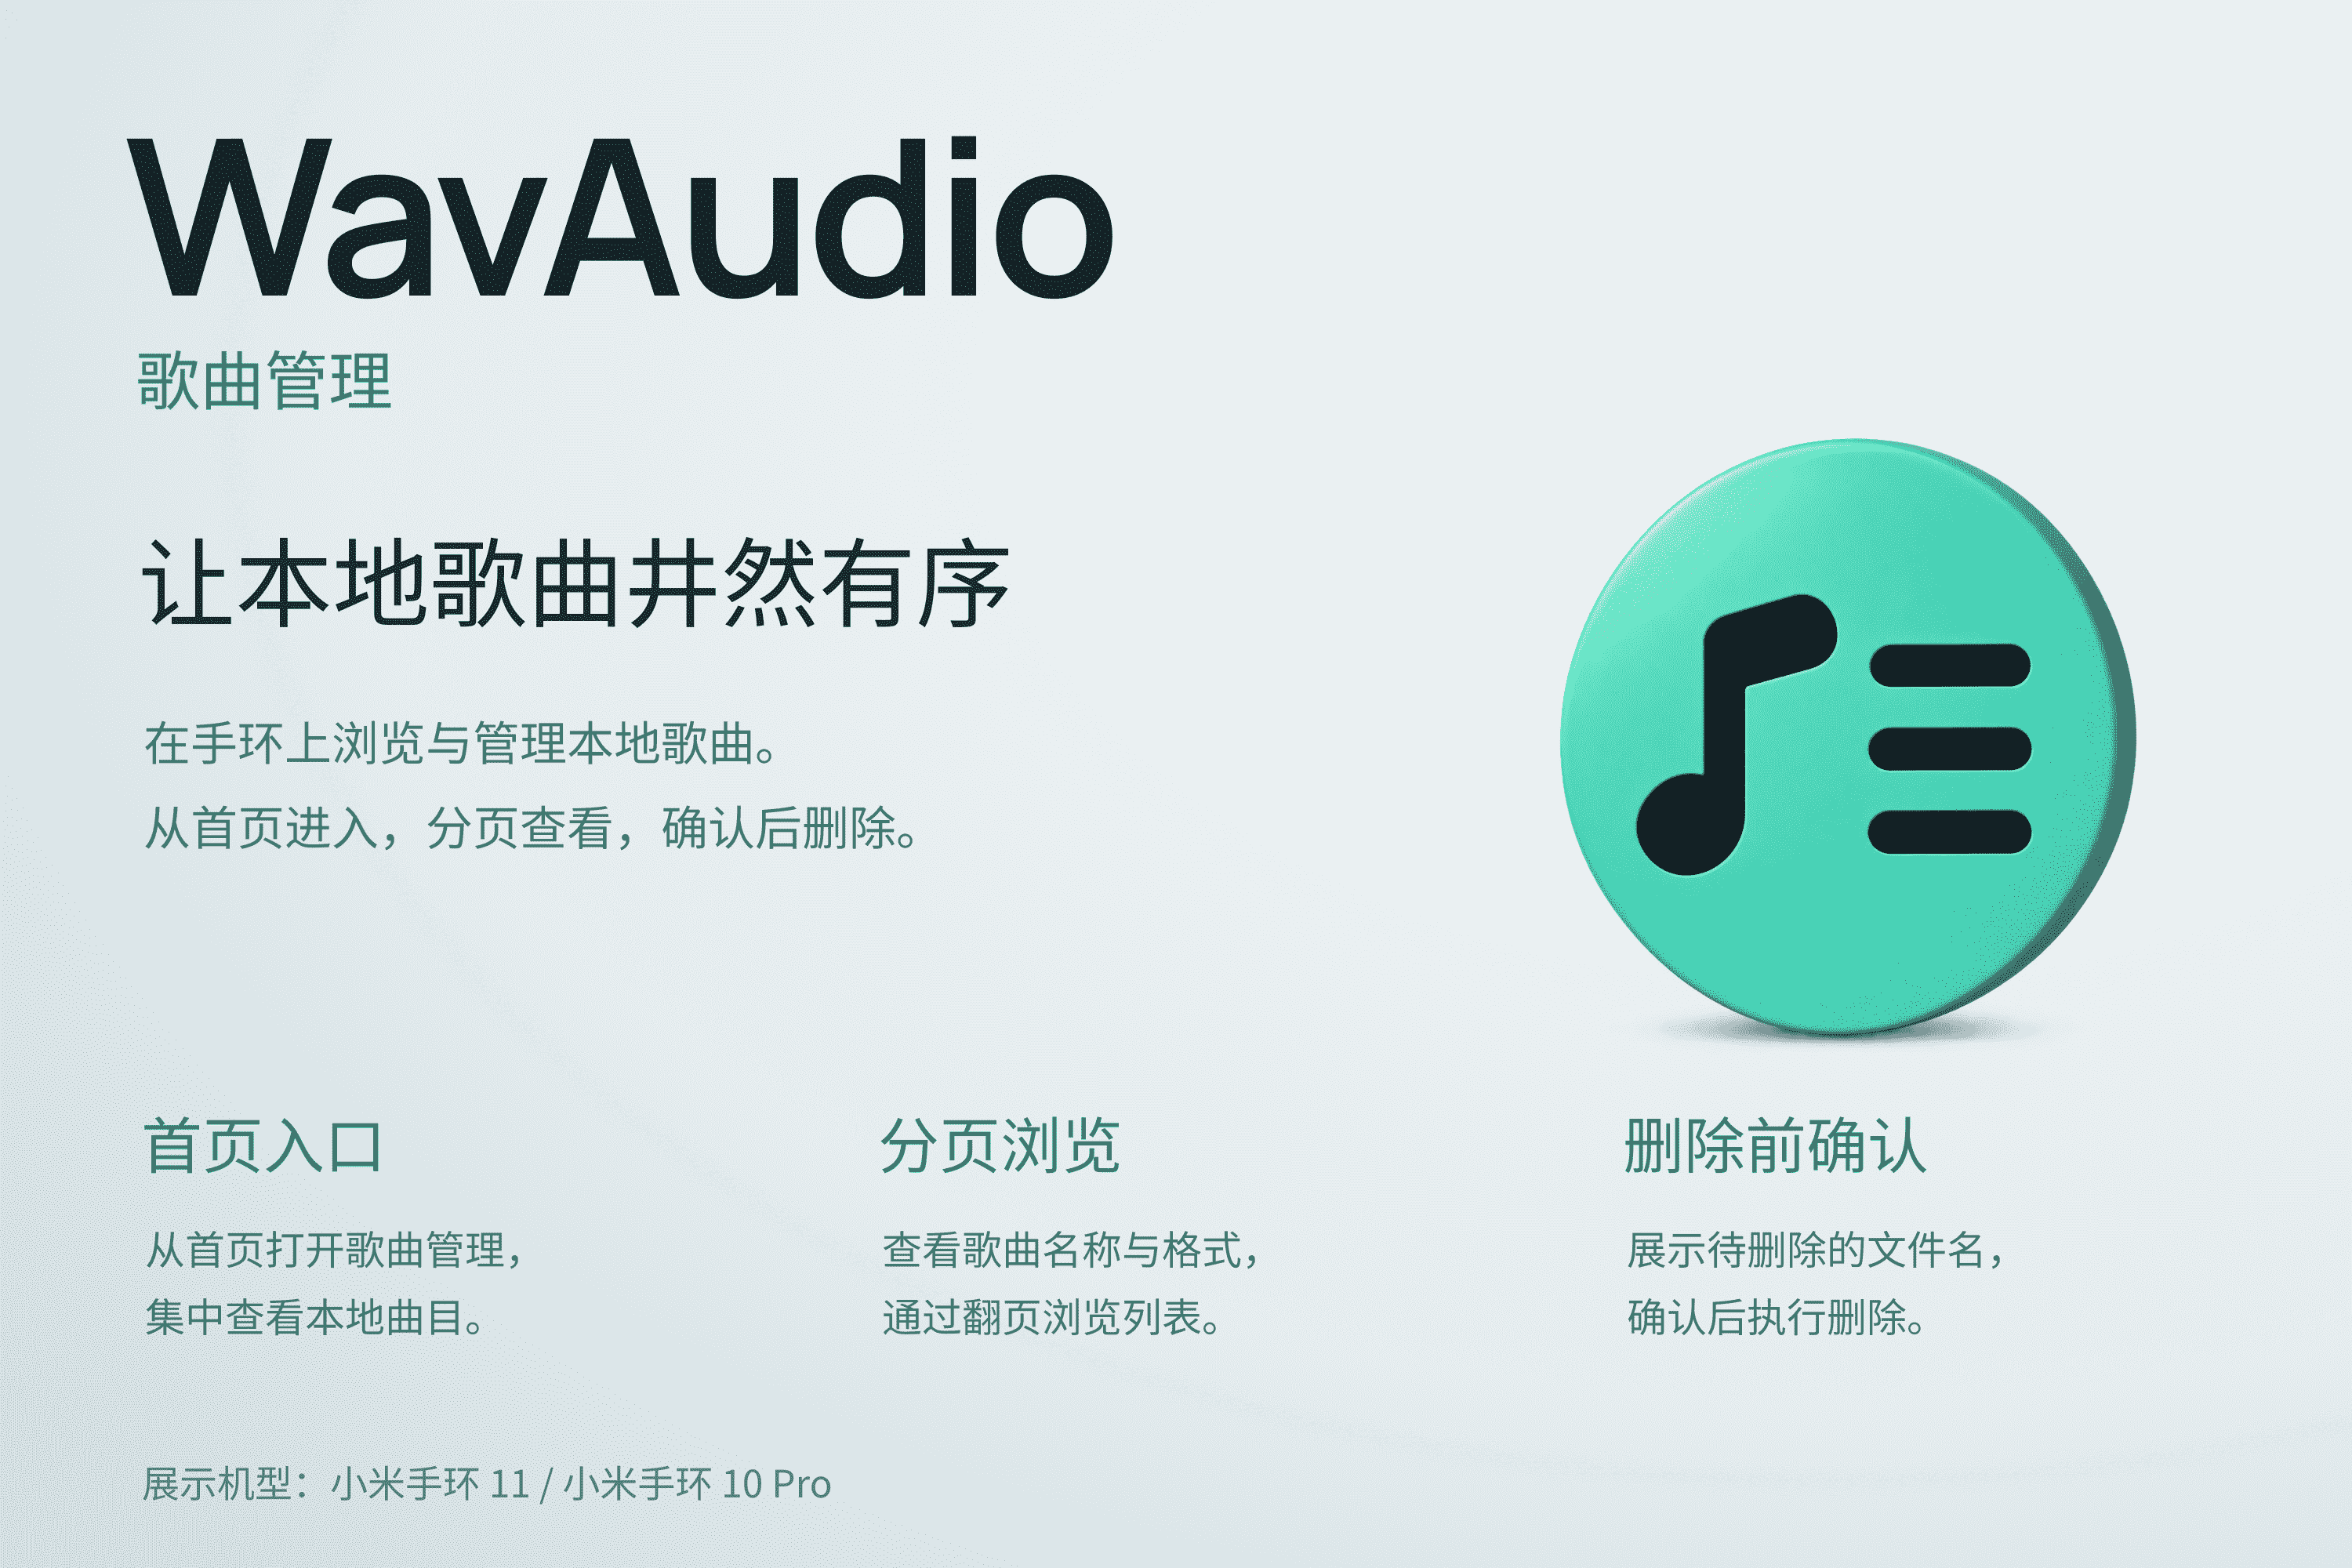 WavAudio
歌曲管理
让本地歌曲井然有序
在手环上浏览与管理本地歌曲。
从首页进入，分页查看，确认后删除。
首页入口
从首页打开歌曲管理，
集中查看本地曲目。
分页浏览
查看歌曲名称与格式，
通过翻页浏览列表。
删除前确认
展示待删除的文件名，
确认后执行删除。
展示机型：小米手环 11 / 小米手环 10 Pro